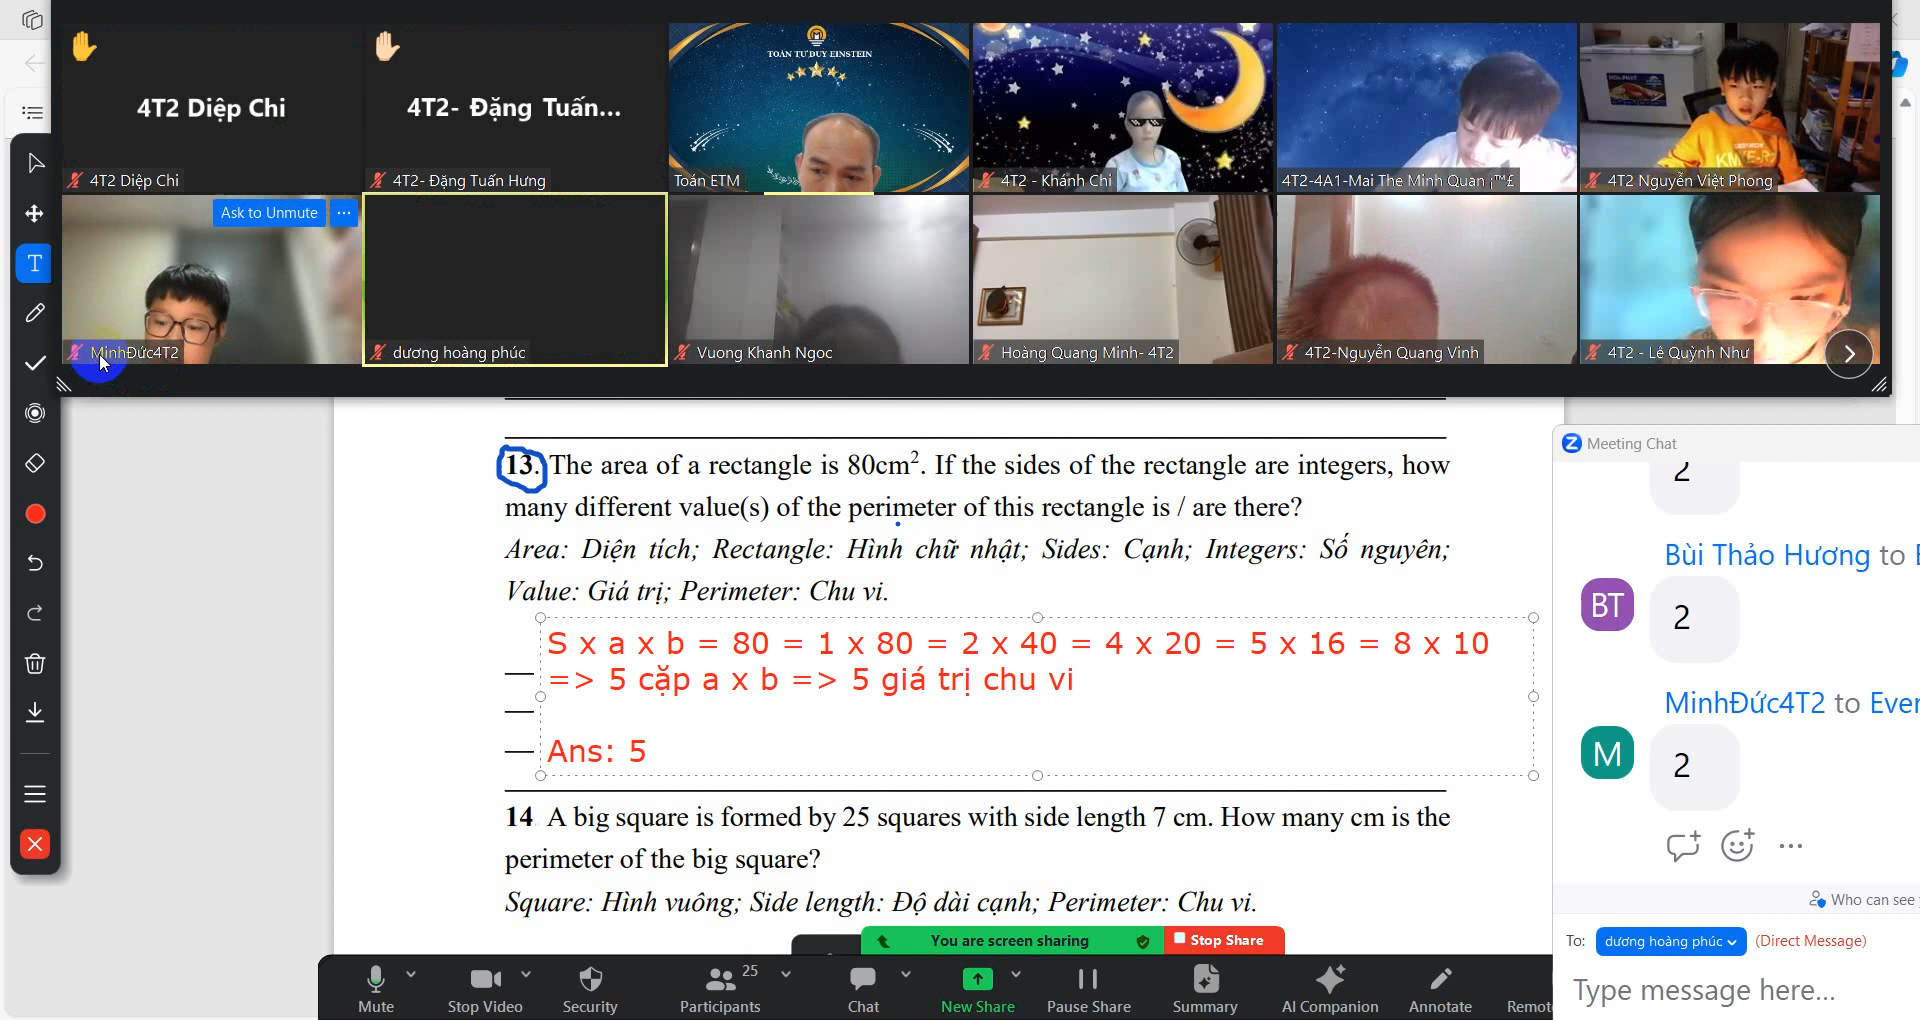 4T2 Diệp Chi
4T2- Đặng Tuấn...
TOÁN TƯ DUY EINSTEIN
4T2 Diệp Chi
4T2- Đặng Tuấn Hưng
Toán ETM
4T2 - Khánh Chi
4T2-4A1-Mai The Minh Quan ¡™£
4T2 Nguyễn Việt Phong
Ask to Unmute
MinhĐức4T2
dương hoàng phúc
Vuong Khanh Ngoc
Hoàng Quang Minh- 4T2
4T2-Nguyễn Quang Vinh
4T2 - Lê Quỳnh Như
13. The area of a rectangle is 80cm². If the sides of the rectangle are integers, how
many different value(s) of the perimeter of this rectangle is / are there?
Area: Diện tích; Rectangle: Hình chữ nhật; Sides: Cạnh; Integers: Số nguyên;
Value: Giá trị; Perimeter: Chu vi.
S x a x b = 80 = 1 x 80 = 2 x 40 = 4 x 20 = 5 x 16 = 8 x 10
=> 5 cặp a x b => 5 giá trị chu vi
Ans: 5
14. A big square is formed by 25 squares with side length 7 cm. How many cm is the
perimeter of the big square?
Square: Hình vuông; Side length: Độ dài cạnh; Perimeter: Chu vi.
Meeting Chat
2
Bùi Thảo Hương to E
BT
2
MinhĐức4T2 to Ever
M
2
Who can see
To: dương hoàng phúc (Direct Message)
Type message here...
You are screen sharing
Stop Share
Mute
Stop Video
Security
Participants
25
Chat
New Share
Pause Share
Summary
AI Companion
Annotate
Remot